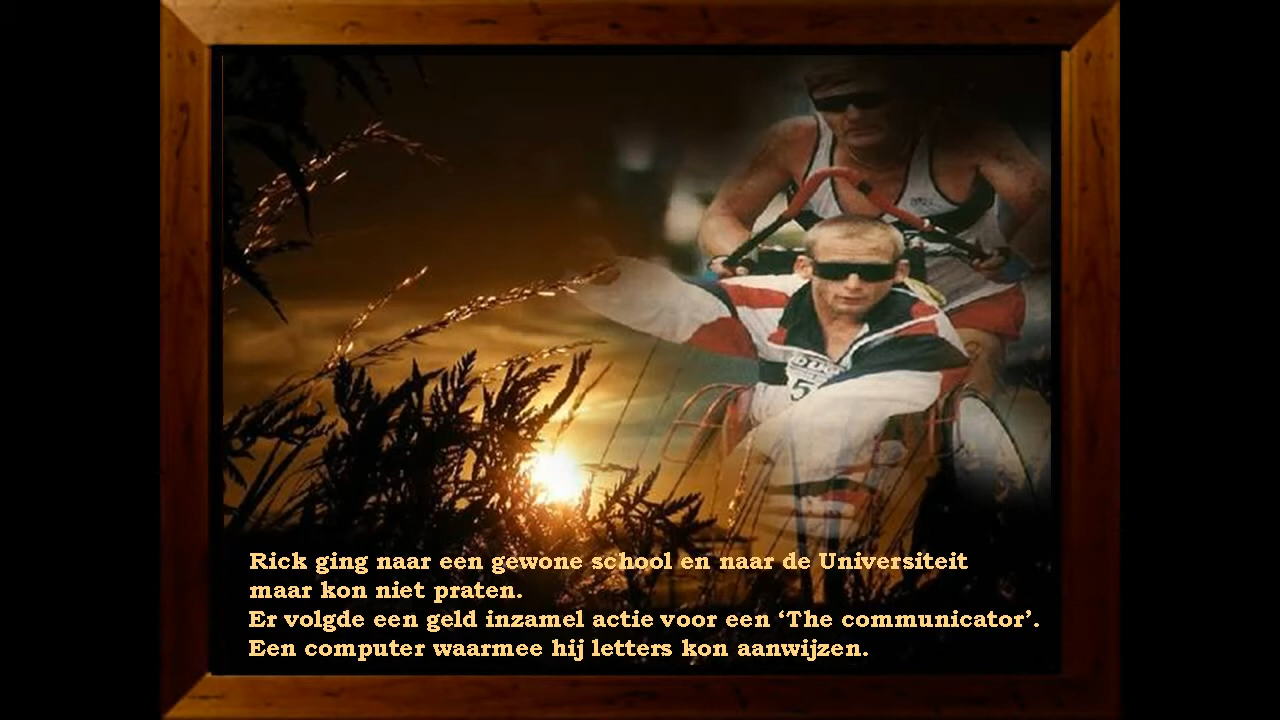 Rick ging naar een gewone school en naar de Universiteit
maar kon niet praten.
Er volgde een geld inzamel actie voor een ‘The communicator’.
Een computer waarmee hij letters kon aanwijzen.